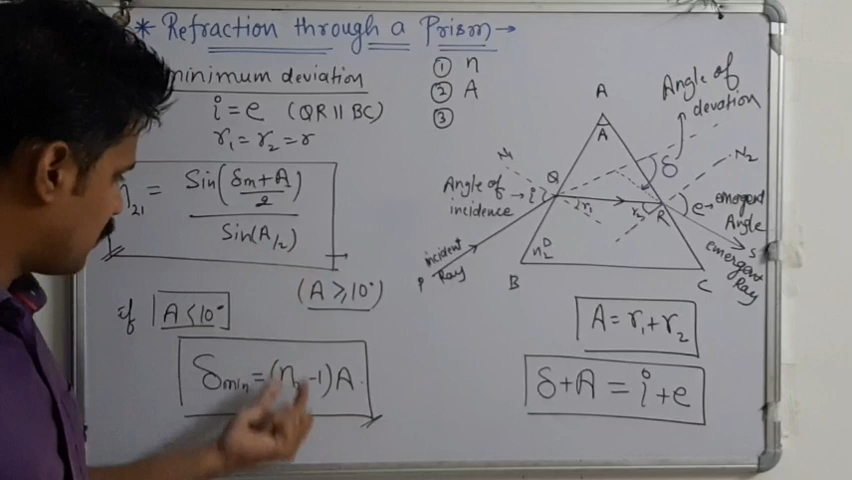 * Refraction through a Prism →
minimum deviation
i = e (QR || BC)
r₁ = r₂ = r
n₂₁ = Sin(δm+A/2) / Sin(A/2)
(A ≥ 10°)
if A < 10°
δmin = (n₂ -1)A
① n
② A
③
A
A
Angle of devation
δ
N₁
N₂
Q
Angle of incidence → i
r₁
r₂
R
e → emergent Angle
incident Ray
P
S
emergent Ray
B
C
A = r₁ + r₂
δ + A = i + e